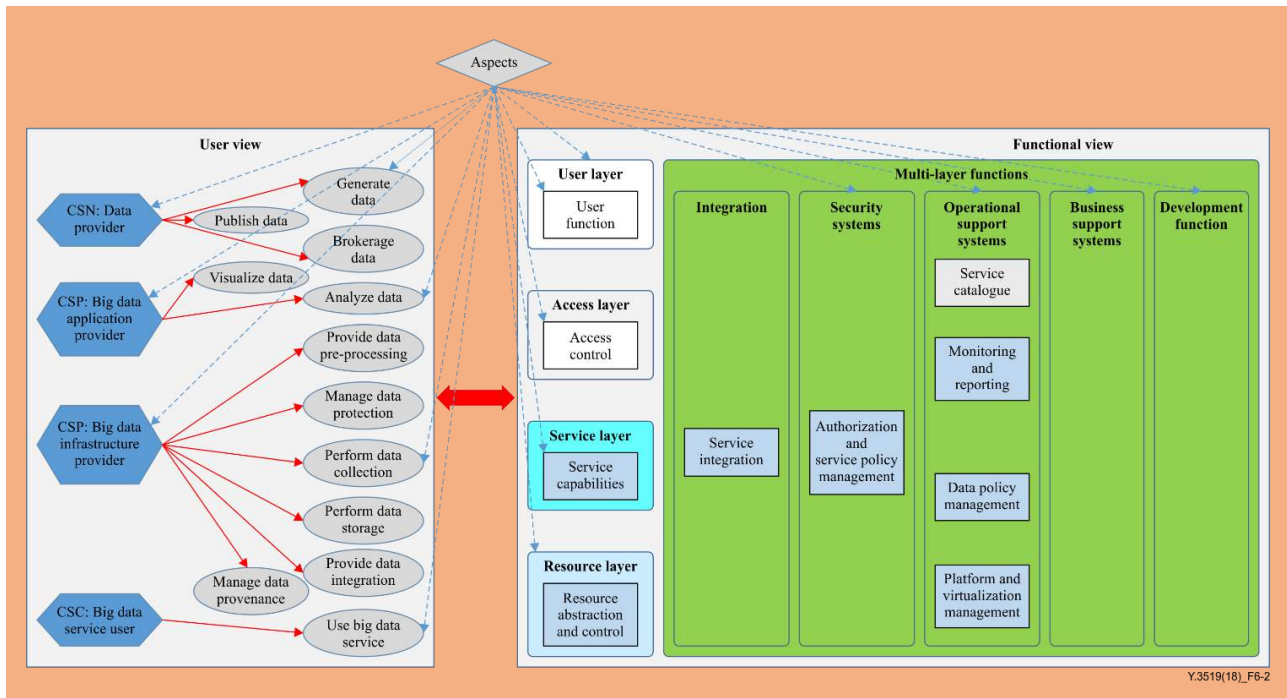 Aspects
User view
CSN: Data
provider
Generate
data
Publish data
Brokerage
data
Visualize data
CSP: Big data
application
provider
Analyze data
Provide data
pre-processing
Manage data
protection
CSP: Big data
infrastructure
provider
Perform data
collection
Perform data
storage
Provide data
integration
Manage data
provenance
CSC: Big data
service user
Use big data
service
Functional view
User layer
User
function
Access layer
Access
control
Service layer
Service
capabilities
Resource layer
Resource
abstraction
and control
Multi-layer functions
Integration
Service
integration
Security
systems
Authorization
and
service policy
management
Operational
support
systems
Service
catalogue
Monitoring
and
reporting
Data policy
management
Platform and
virtualization
management
Business
support
systems
Development
function
Y.3519(18)_F6-2